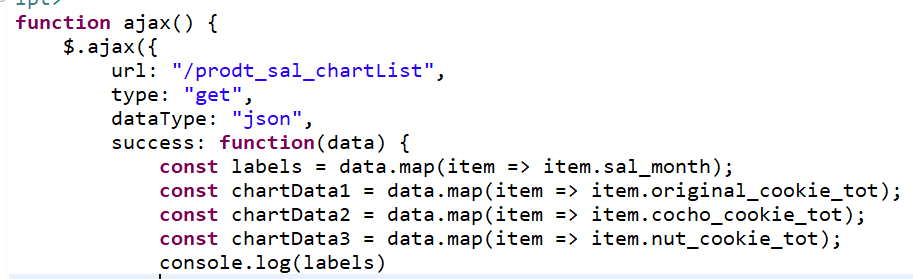 ipt>
function ajax() {
    $.ajax({
        url: "/prodt_sal_chartList",
        type: "get",
        dataType: "json",
        success: function(data) {
            const labels = data.map(item => item.sal_month);
            const chartData1 = data.map(item => item.original_cookie_tot);
            const chartData2 = data.map(item => item.cocho_cookie_tot);
            const chartData3 = data.map(item => item.nut_cookie_tot);
            console.log(labels)